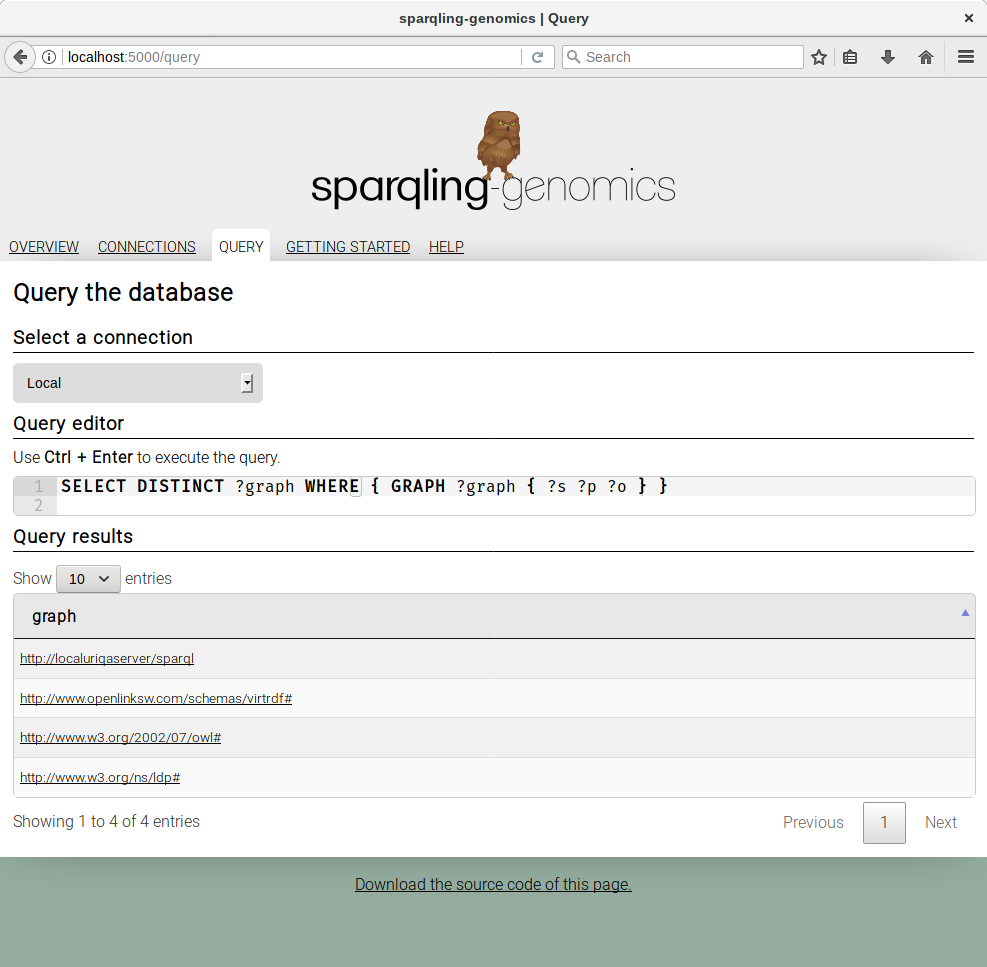 sparqling-genomics | Query
localhost:5000/query
Search
sparqling-genomics
OVERVIEW CONNECTIONS QUERY GETTING STARTED HELP
Query the database
Select a connection
Local
Query editor
Use Ctrl + Enter to execute the query.
1 SELECT DISTINCT ?graph WHERE { GRAPH ?graph { ?s ?p ?o } }
2
Query results
Show 10 entries
graph
http://localuriqaserver/sparql
http://www.openlinksw.com/schemas/virtrdf#
http://www.w3.org/2002/07/owl#
http://www.w3.org/ns/ldp#
Showing 1 to 4 of 4 entries
Previous 1 Next
Download the source code of this page.